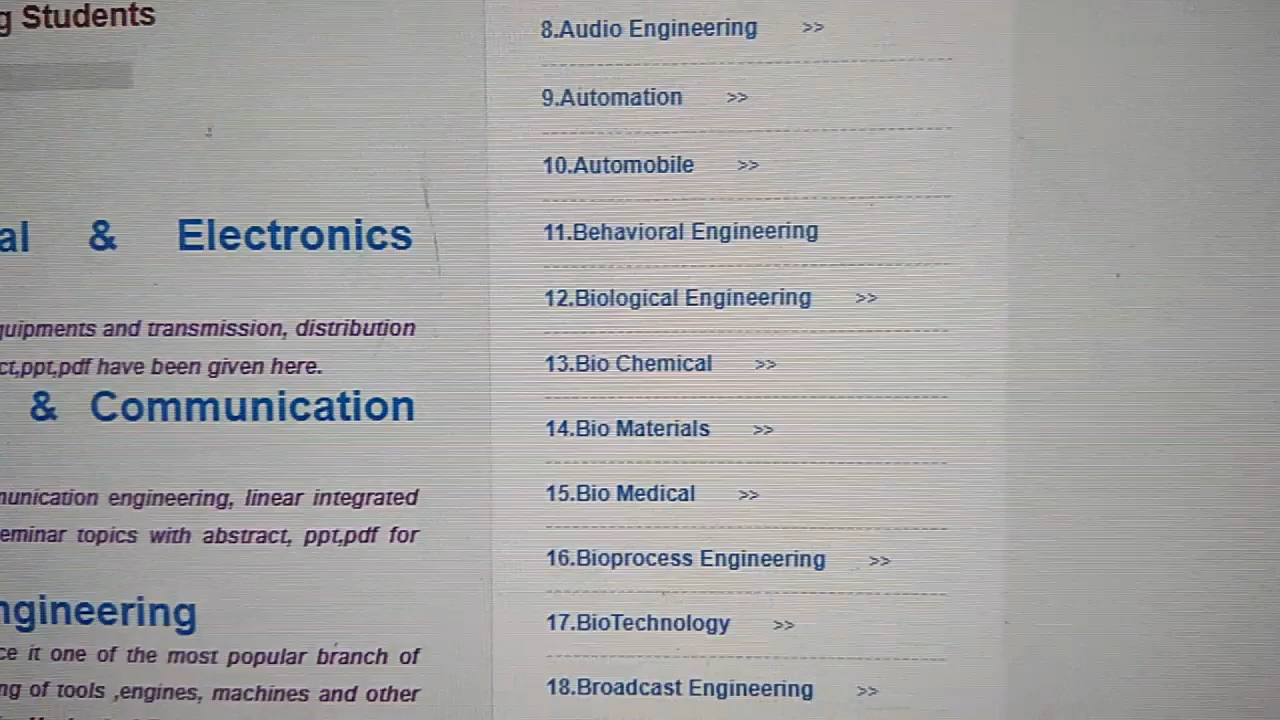 g Students
al & Electronics
quipments and transmission, distribution
ct,ppt,pdf have been given here.
& Communication
munication engineering, linear integrated
eminar topics with abstract, ppt,pdf for
ngineering
ce it one of the most popular branch of
ng of tools ,engines, machines and other
8.Audio Engineering >>
9.Automation >>
10.Automobile >>
11.Behavioral Engineering
12.Biological Engineering >>
13.Bio Chemical >>
14.Bio Materials >>
15.Bio Medical >>
16.Bioprocess Engineering >>
17.BioTechnology >>
18.Broadcast Engineering >>